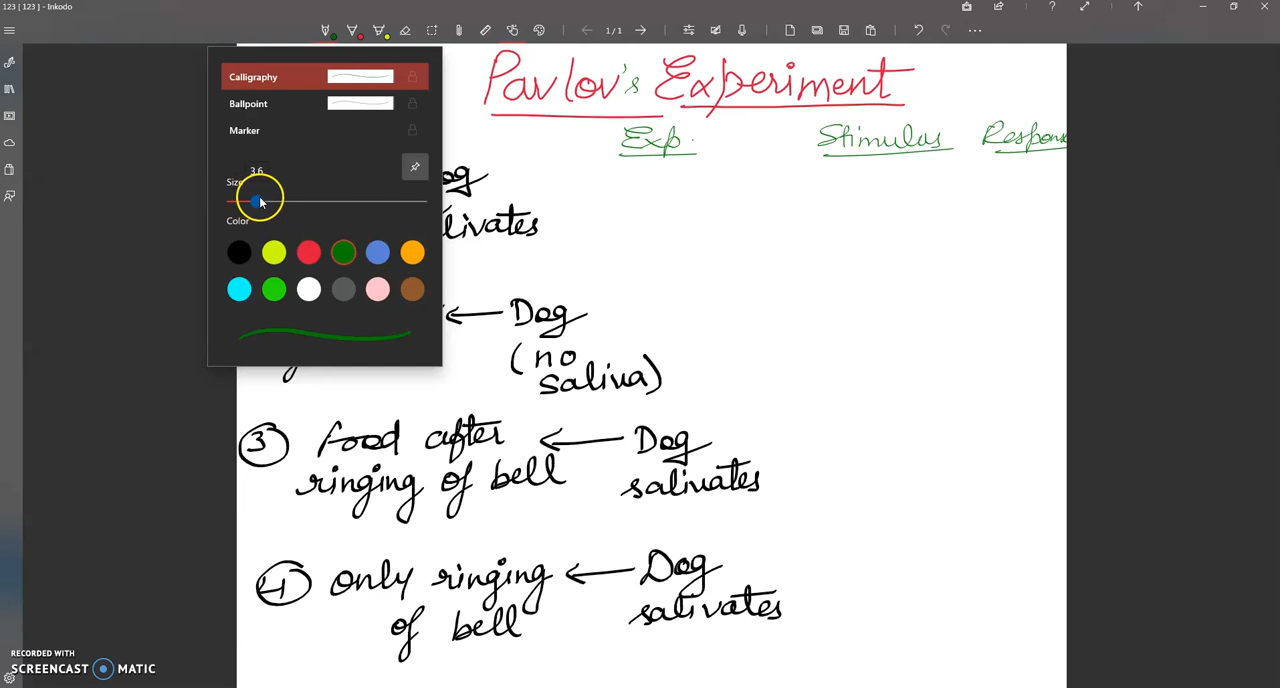 123 | 123 ] - Inkodo
1/1
Calligraphy
Ballpoint
Marker
3.6
Size
Color
Pavlov's Experiment
Exp. Stimulus Respons
Dog
livates
Dog
(no
saliva)
3 food after Dog
ringing of bell salivates
4 only ringing Dog
of bell salivates
RECORDED WITH
SCREENCAST MATIC